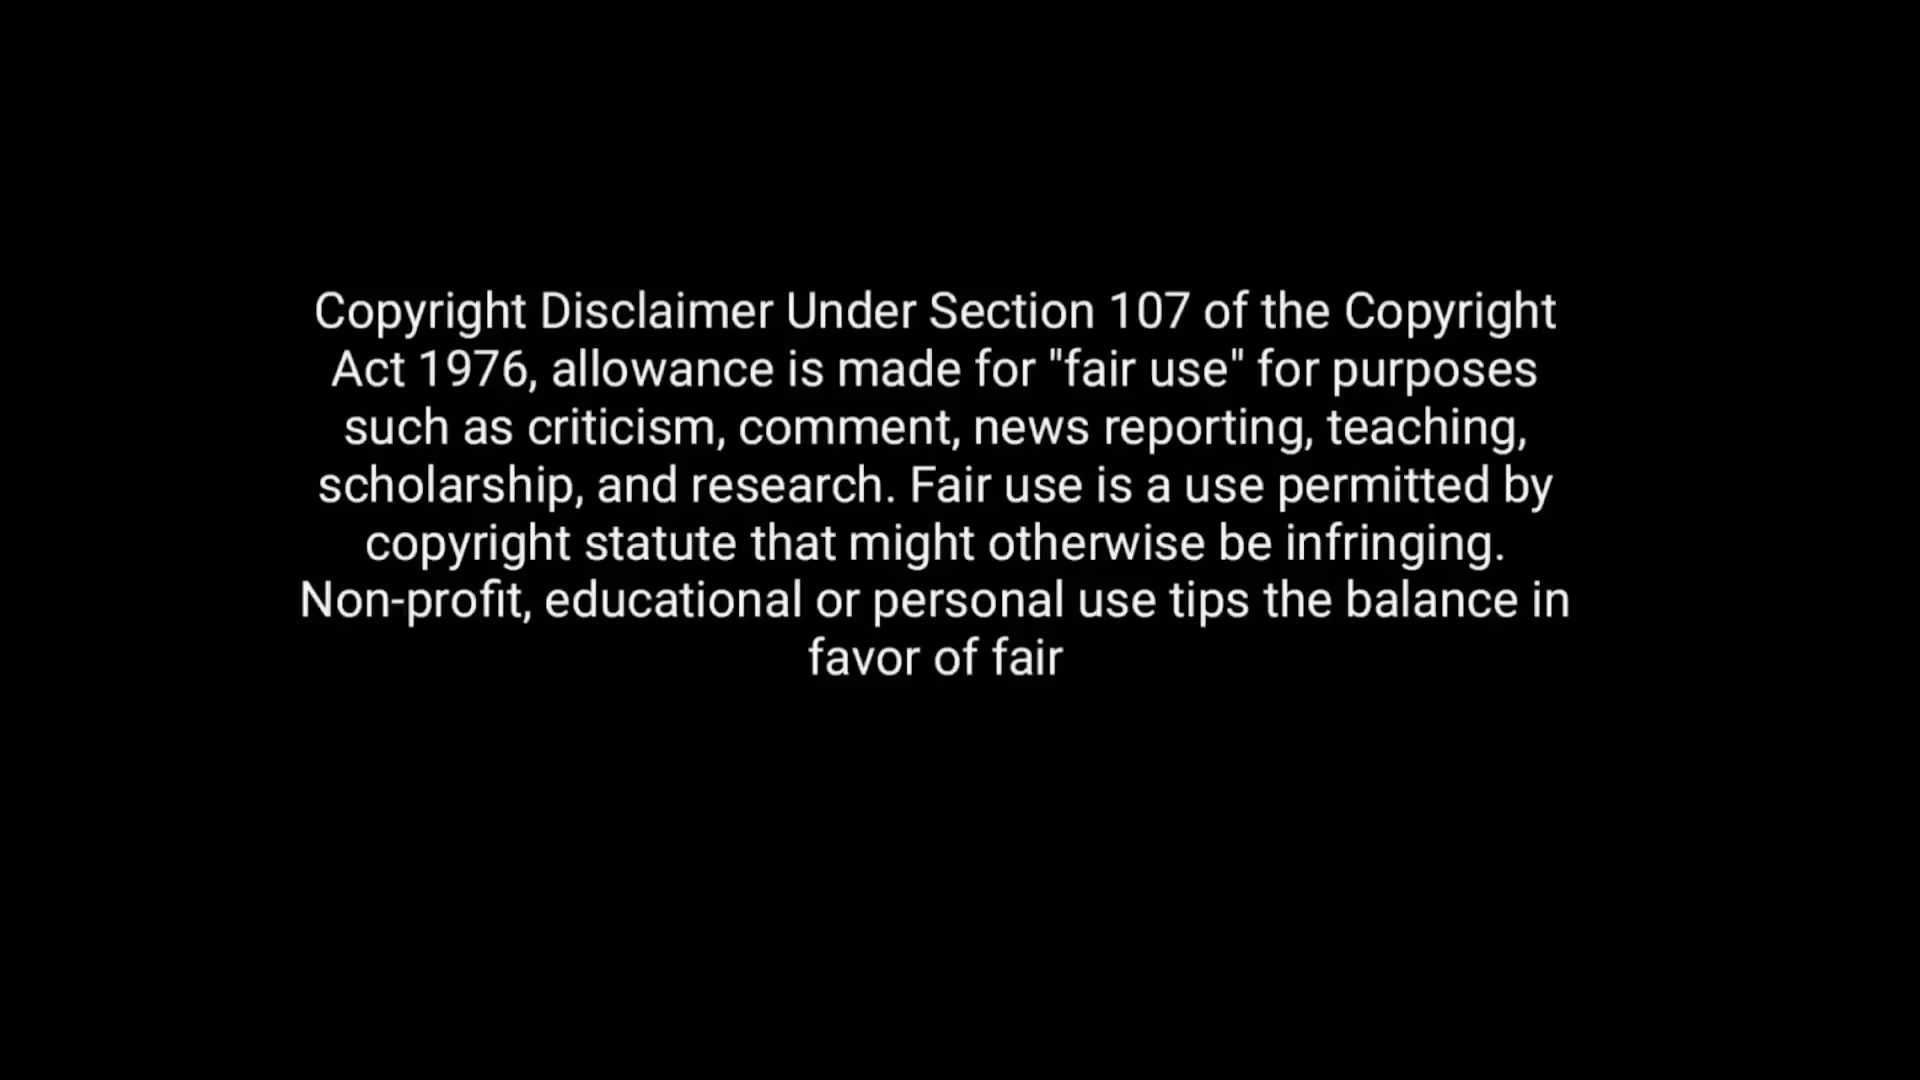 Copyright Disclaimer Under Section 107 of the Copyright
Act 1976, allowance is made for "fair use" for purposes
such as criticism, comment, news reporting, teaching,
scholarship, and research. Fair use is a use permitted by
copyright statute that might otherwise be infringing.
Non-profit, educational or personal use tips the balance in
favor of fair